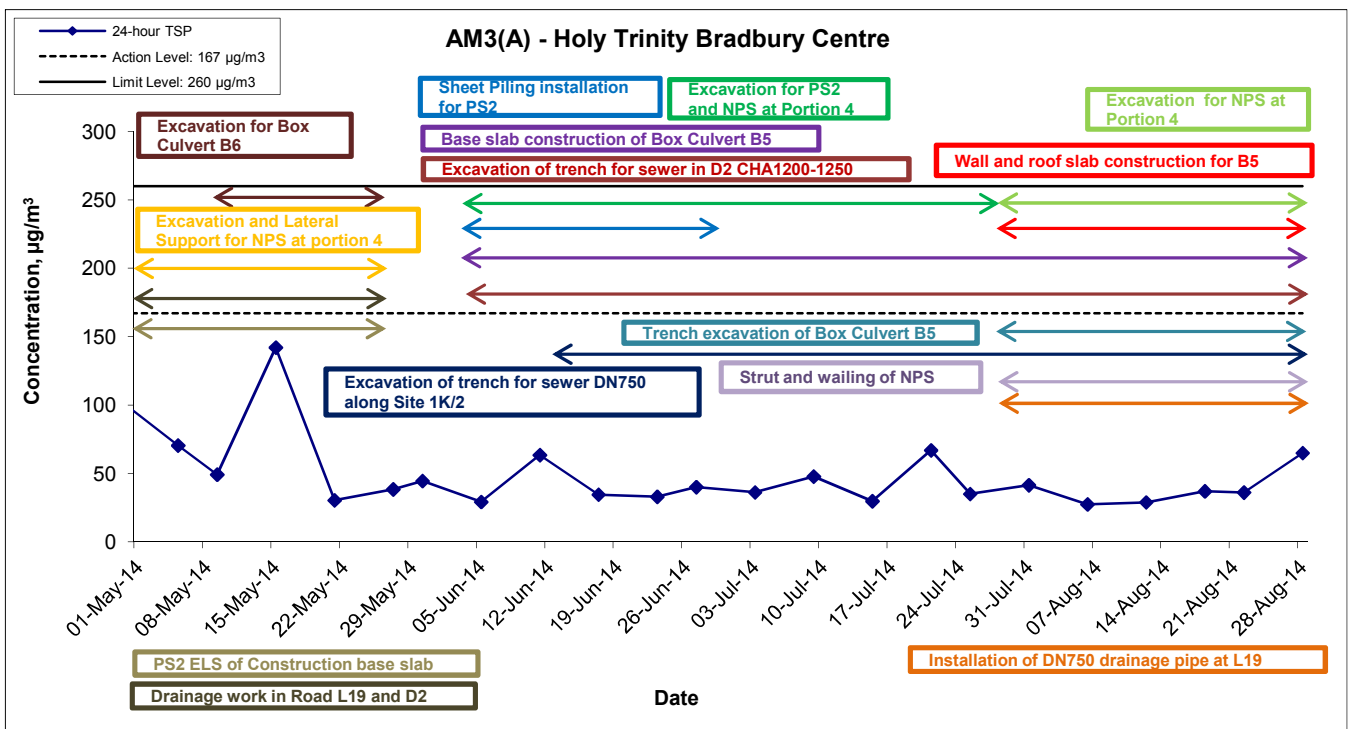 24-hour TSP
Action Level: 167 µg/m3
Limit Level: 260 µg/m3
AM3(A) - Holy Trinity Bradbury Centre
Sheet Piling installation
for PS2
Excavation for PS2
and NPS at Portion 4
Excavation for NPS at
Portion 4
Excavation for Box
Culvert B6
Base slab construction of Box Culvert B5
Excavation of trench for sewer in D2 CHA1200-1250
Wall and roof slab construction for B5
Excavation and Lateral
Support for NPS at portion 4
Trench excavation of Box Culvert B5
Excavation of trench for sewer DN750
along Site 1K/2
Strut and wailing of NPS
Concentration, µg/m³
300
250
200
150
100
50
0
01-May-14
08-May-14
15-May-14
22-May-14
29-May-14
05-Jun-14
12-Jun-14
19-Jun-14
26-Jun-14
03-Jul-14
10-Jul-14
17-Jul-14
24-Jul-14
31-Jul-14
07-Aug-14
14-Aug-14
21-Aug-14
28-Aug-14
PS2 ELS of Construction base slab
Installation of DN750 drainage pipe at L19
Drainage work in Road L19 and D2
Date